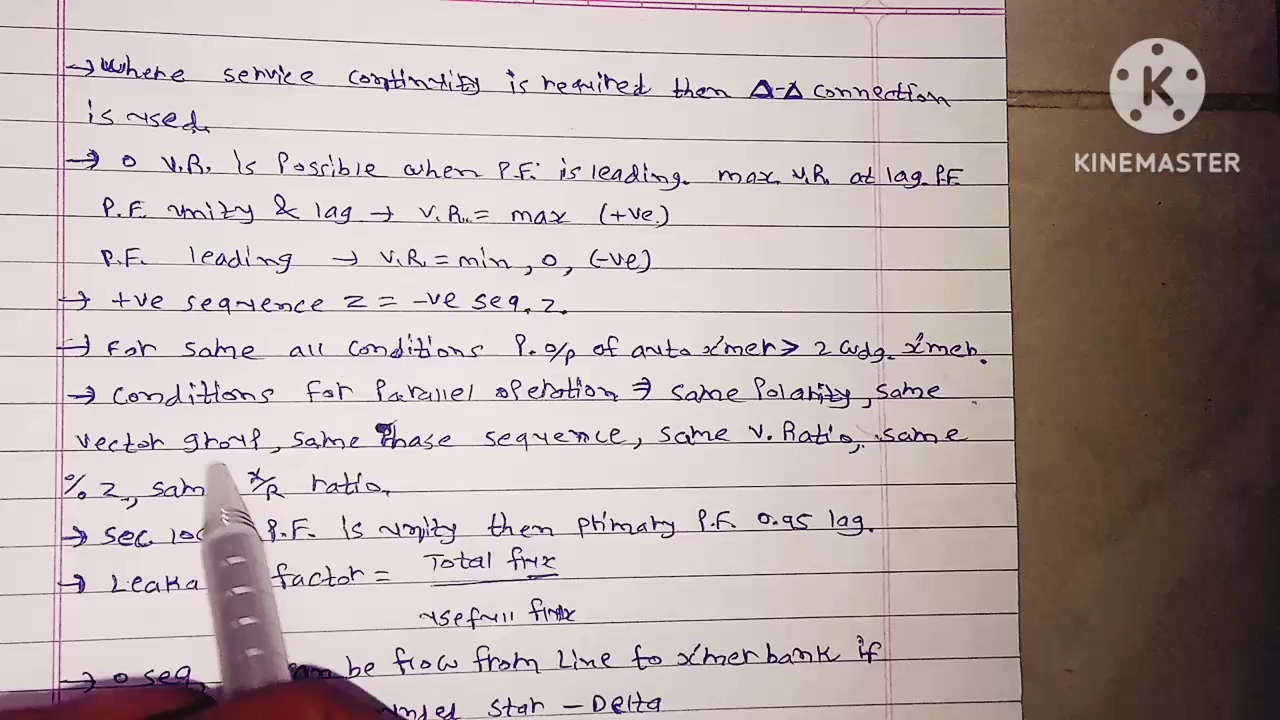 → where service continuity is required then Δ-Δ connection
is used.
→ 0 V.R. is Possible when P.F. is leading. max V.R. at lag P.F
P.F. unity & lag → V.R. = max (+ve)
P.F. leading → V.R = min, 0, (-ve)
→ +ve sequence Z = -ve seq. Z.
→ For same all conditions P. o/p of auto x'mer > 2 wdg. x'mer.
→ Conditions for Parallel operation ⇒ same Polarity, same
vector group, same Phase sequence, same V. Ratio, same
% Z, sam X/R ratio.
→ sec. P.F. is unity then primary P.F. 0.95 lag.
→ Leaka factor = Total flux
usefull flux
→ 0 seq. be flow from Line to x'mer bank if
Star - Delta
KINEMASTER